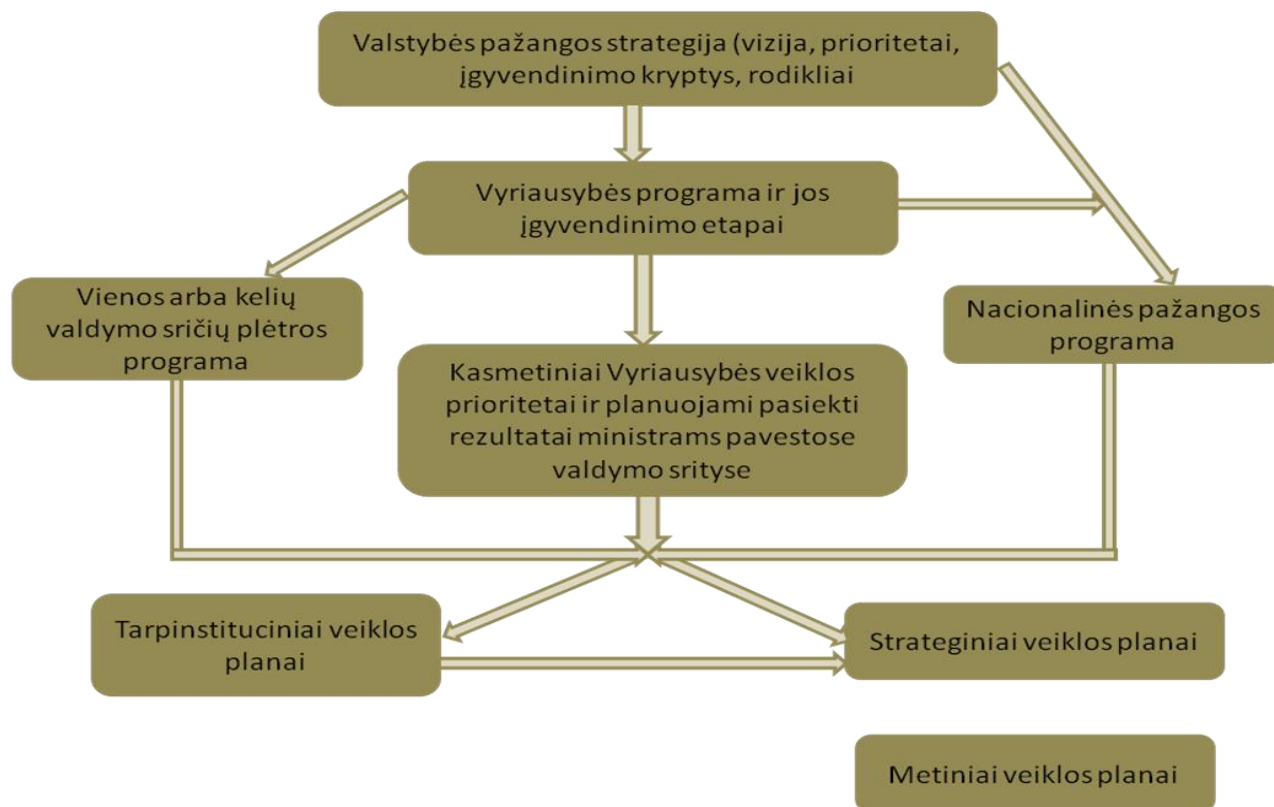 Valstybės pažangos strategija (vizija, prioritetai,
įgyvendinimo kryptys, rodikliai
Vyriausybės programa ir jos
įgyvendinimo etapai
Vienos arba kelių
valdymo sričių plėtros
programa
Nacionalinės pažangos
programa
Kasmetiniai Vyriausybės veiklos
prioritetai ir planuojami pasiekti
rezultatai ministrams pavestose
valdymo srityse
Tarpinstituciniai veiklos
planai
Strateginiai veiklos planai
Metiniai veiklos planai